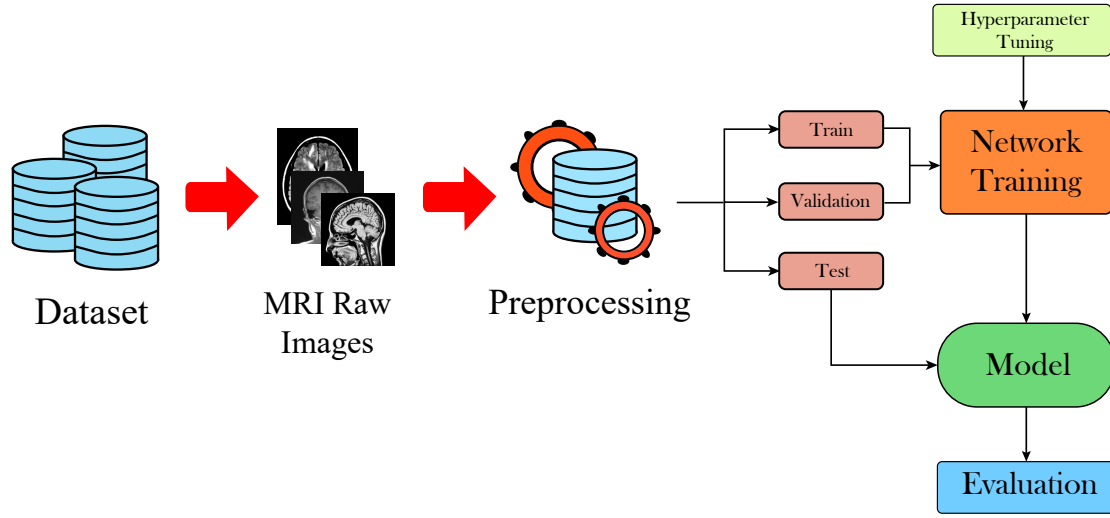 Dataset
MRI Raw
Images
Preprocessing
Train
Validation
Test
Hyperparameter
Tuning
Network
Training
Model
Evaluation